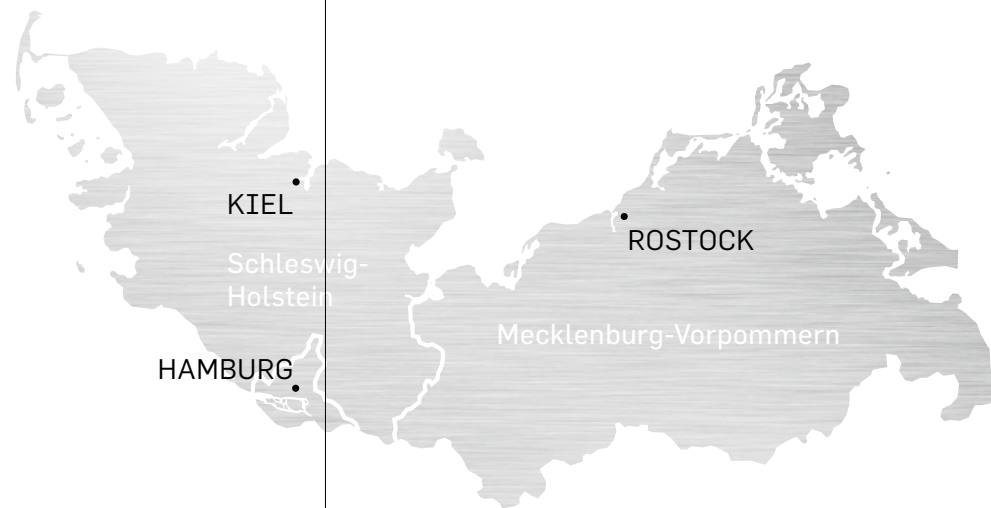 KIEL
ROSTOCK
Schleswig-
Holstein
Mecklenburg-Vorpommern
HAMBURG